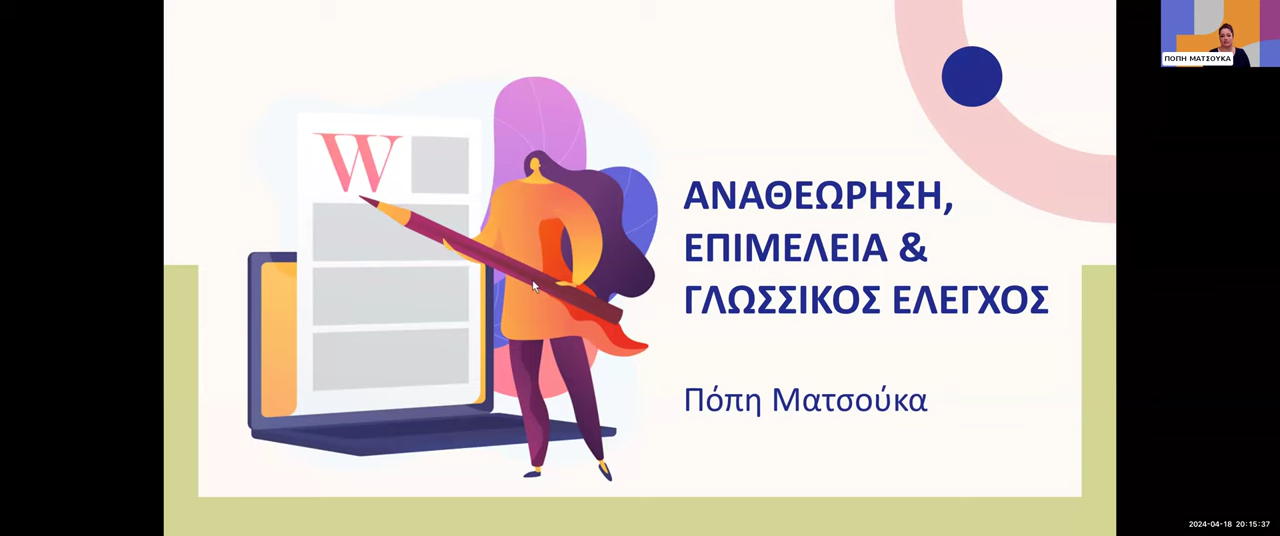 ΠΟΠΗ ΜΑΤΣΟΥΚΑ
W
ΑΝΑΘΕΩΡΗΣΗ,
ΕΠΙΜΕΛΕΙΑ &
ΓΛΩΣΣΙΚΟΣ ΕΛΕΓΧΟΣ
Πόπη Ματσούκα
2024-04-18 20:15:37